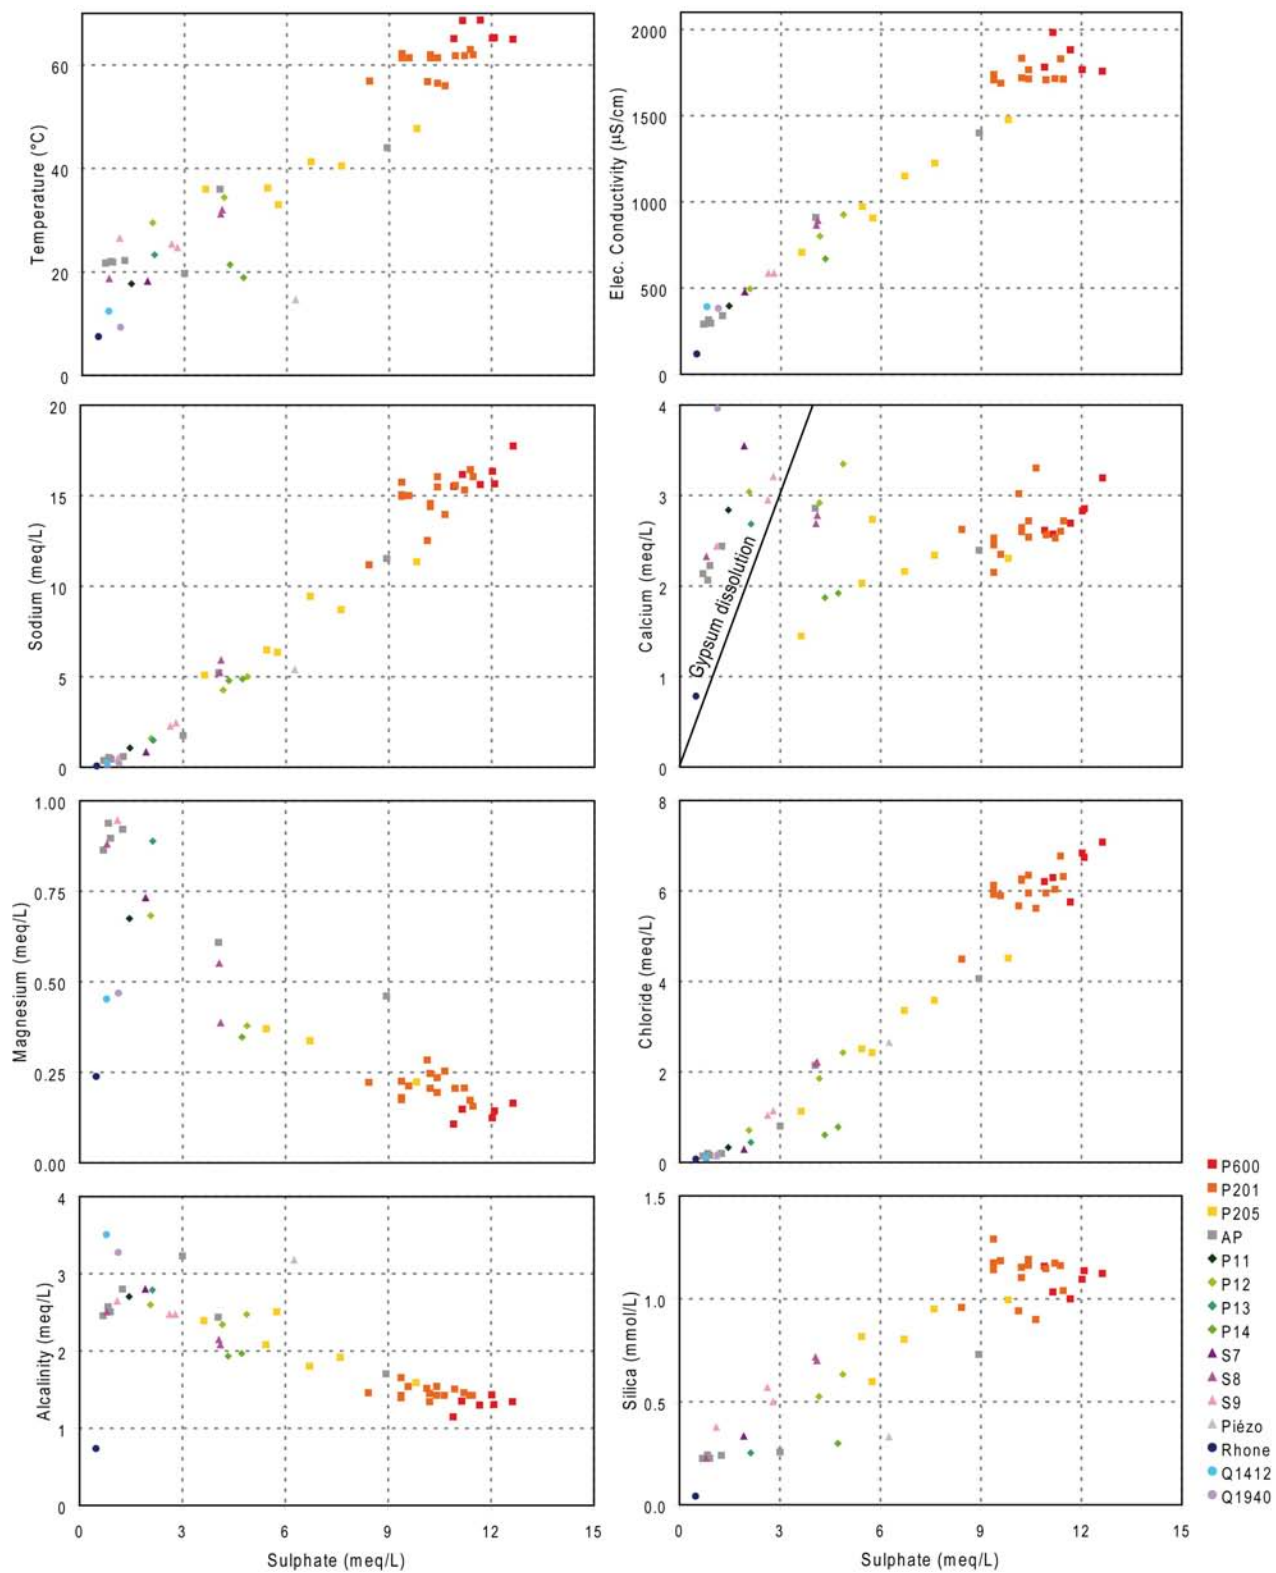 Temperature (°C)
60
40
20
0
Elec. Conductivity (µS/cm)
2000
1500
1000
500
0
Sodium (meq/L)
20
15
10
5
0
Calcium (meq/L)
4
3
2
1
0
Gypsum dissolution
Magnesium (meq/L)
1.00
0.75
0.50
0.25
0.00
Chloride (meq/L)
8
6
4
2
0
Alcalinity (meq/L)
4
3
2
1
0
0 3 6 9 12 15
Sulphate (meq/L)
Silica (mmol/L)
1.5
1.0
0.5
0.0
0 3 6 9 12 15
Sulphate (meq/L)
P600
P201
P205
AP
P11
P12
P13
P14
S7
S8
S9
Piézo
Rhone
Q1412
Q1940